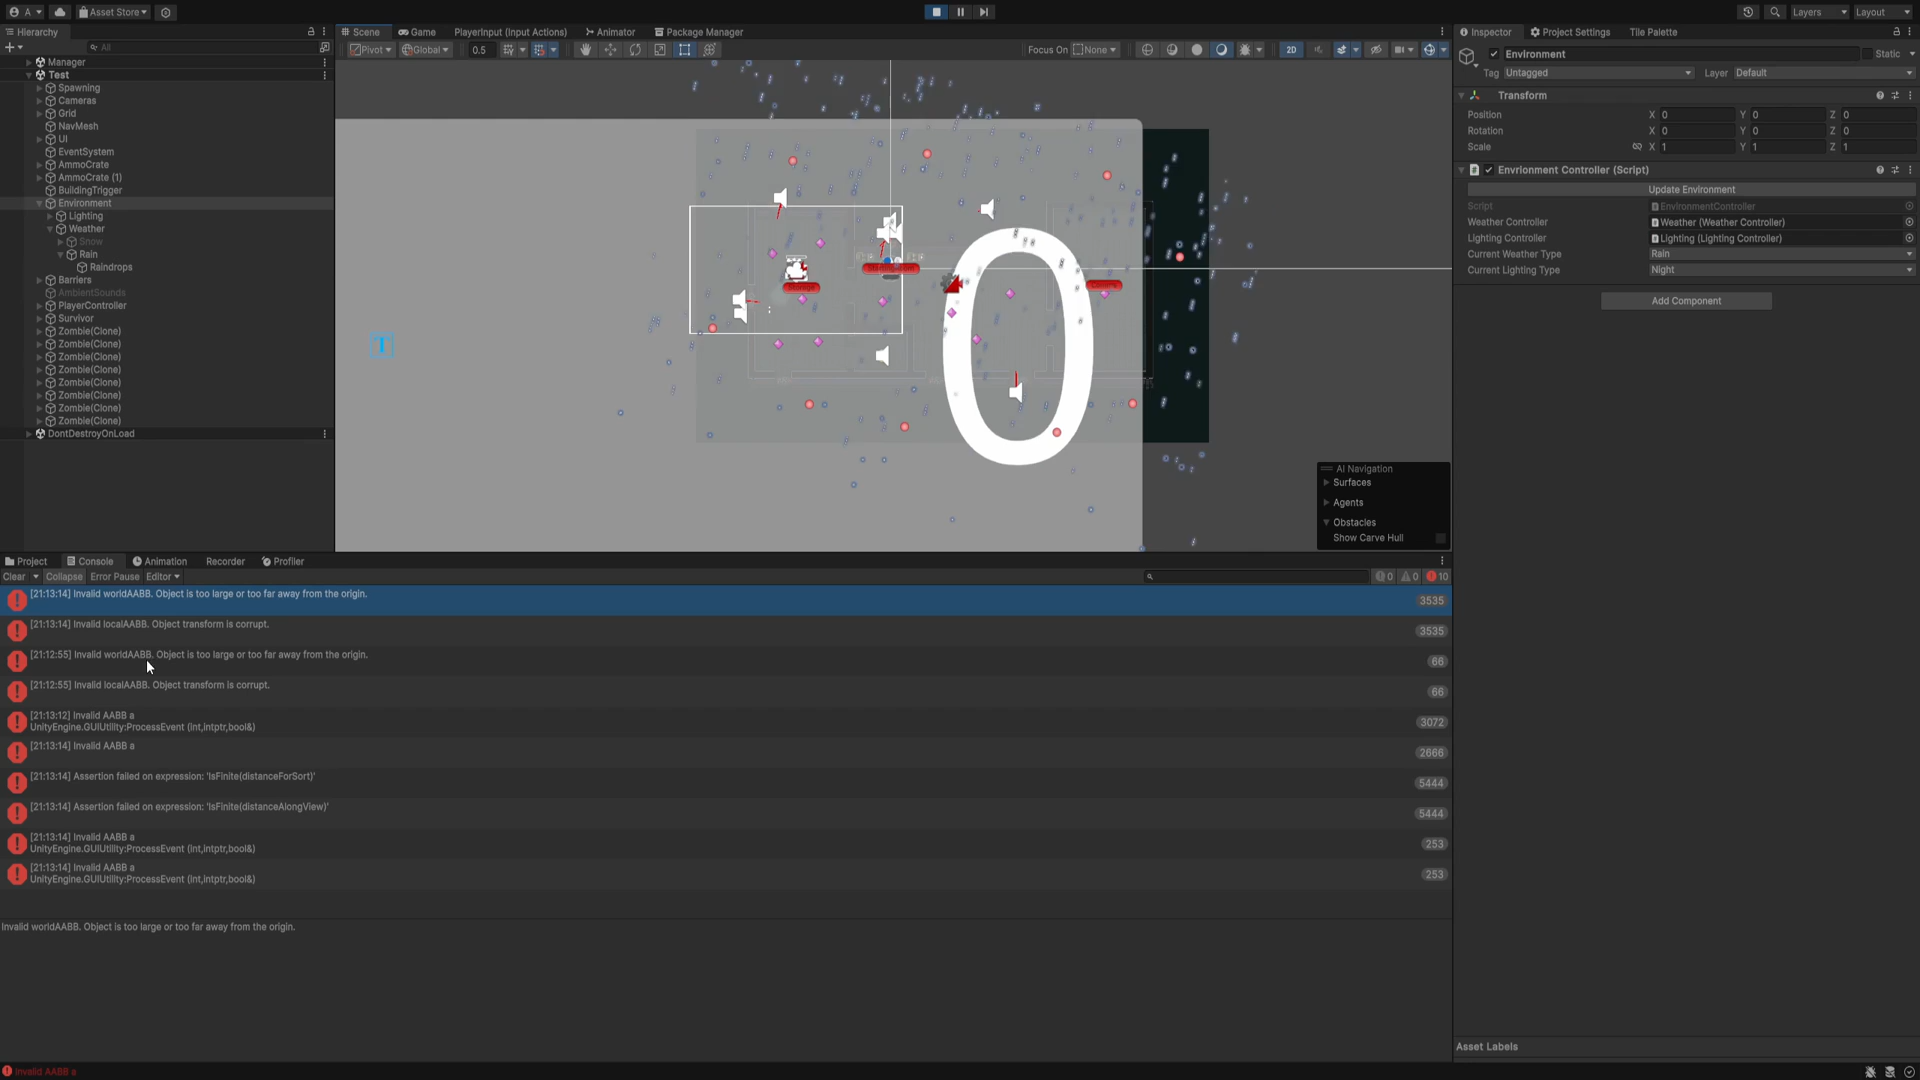 A
Asset Store
Layers
Layout
Hierarchy
Scene
Game
PlayerInput (Input Actions)
Animator
Package Manager
Inspector
Project Settings
Tile Palette
All
Pivot
Global
0.5
Focus On
None
2D
Environment
Static
Tag
Untagged
Layer
Default
Manager
Test
Spawning
Cameras
Grid
NavMesh
UI
EventSystem
AmmoCrate
AmmoCrate (1)
BuildingTrigger
Environment
Lighting
Weather
Snow
Rain
Raindrops
Barriers
AmbientSounds
PlayerController
Survivor
Zombie(Clone)
Zombie(Clone)
Zombie(Clone)
Zombie(Clone)
Zombie(Clone)
Zombie(Clone)
Zombie(Clone)
Zombie(Clone)
DontDestroyOnLoad
T
Storage
0
AI Navigation
Surfaces
Agents
Obstacles
Show Carve Hull
Transform
Position X 0 Y 0 Z 0
Rotation X 0 Y 0 Z 0
Scale X 1 Y 1 Z 1
Envrionment Controller (Script)
Update Environment
Script EnvironmentController
Weather Controller Weather (Weather Controller)
Lighting Controller Lighting (Lighting Controller)
Current Weather Type Rain
Current Lighting Type Night
Add Component
Project
Console
Animation
Recorder
Profiler
Clear
Collapse
Error Pause
Editor
0
0
10
[21:13:14] Invalid worldAABB. Object is too large or too far away from the origin.
3535
[21:13:14] Invalid localAABB. Object transform is corrupt.
3535
[21:12:55] Invalid worldAABB. Object is too large or too far away from the origin.
66
[21:12:55] Invalid localAABB. Object transform is corrupt.
66
[21:13:12] Invalid AABB a
UnityEngine.GUIUtility:ProcessEvent (int,intptr,bool&)
3072
[21:13:14] Invalid AABB a
2666
[21:13:14] Assertion failed on expression: 'IsFinite(distanceForSort)'
5444
[21:13:14] Assertion failed on expression: 'IsFinite(distanceAlongView)'
5444
[21:13:14] Invalid AABB a
UnityEngine.GUIUtility:ProcessEvent (int,intptr,bool&)
253
[21:13:14] Invalid AABB a
UnityEngine.GUIUtility:ProcessEvent (int,intptr,bool&)
253
Invalid worldAABB. Object is too large or too far away from the origin.
Asset Labels
Invalid AABB a